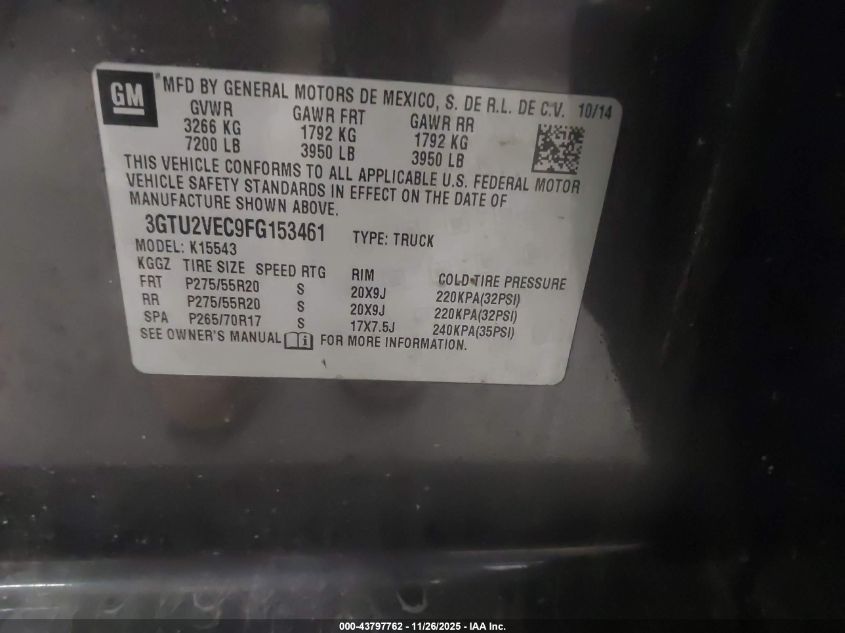 GM
MFD BY GENERAL MOTORS DE MEXICO, S. DE R.L. DE C.V. 10/14
GVWR GAWR FRT GAWR RR
3266 KG 1792 KG 1792 KG
7200 LB 3950 LB 3950 LB
THIS VEHICLE CONFORMS TO ALL APPLICABLE U.S. FEDERAL MOTOR
VEHICLE SAFETY STANDARDS IN EFFECT ON THE DATE OF
MANUFACTURE SHOWN ABOVE.
3GTU2VEC9FG153461 TYPE: TRUCK
MODEL: K15543
KGGZ TIRE SIZE SPEED RTG RIM COLD TIRE PRESSURE
FRT P275/55R20 S 20X9J 220KPA(32PSI)
RR P275/55R20 S 20X9J 220KPA(32PSI)
SPA P265/70R17 S 17X7.5J 240KPA(35PSI)
SEE OWNER'S MANUAL i FOR MORE INFORMATION.
000-43797762 - 11/26/2025 - IAA Inc.